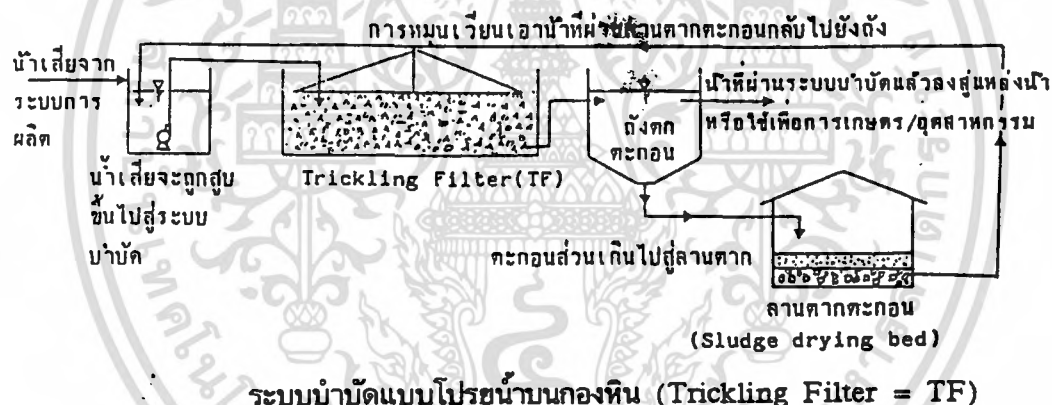 การหมุนเวียนเอาน้ำที่ผ่านลานตากตะกอนกลับไปยังถัง
น้ำเสียจาก
ระบบการ
ผลิต
น้ำเสียจะถูกสูบ
ขึ้นไปสู่ระบบ
บำบัด
Trickling Filter(TF)
ถังตก
ตะกอน
น้ำที่ผ่านระบบบำบัดแล้วลงสู่แหล่งน้ำ
หรือใช้เพื่อการเกษตร/อุตสาหกรรม
ตะกอนส่วนเกินไปสู่ลานตาก
ลานตากตะกอน
(Sludge drying bed)
ระบบบำบัดแบบโปรยน้ำบนกองหิน (Trickling Filter = TF)